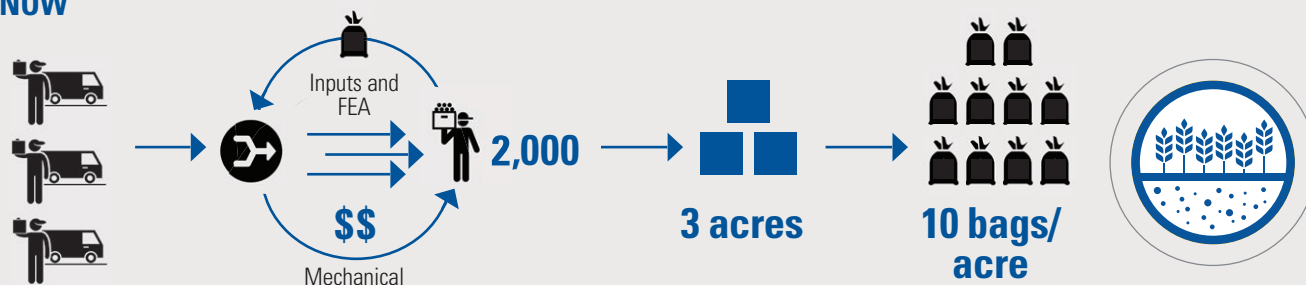 NOW
Inputs and
FEA
$$
Mechanical
2,000
3 acres
10 bags/
acre